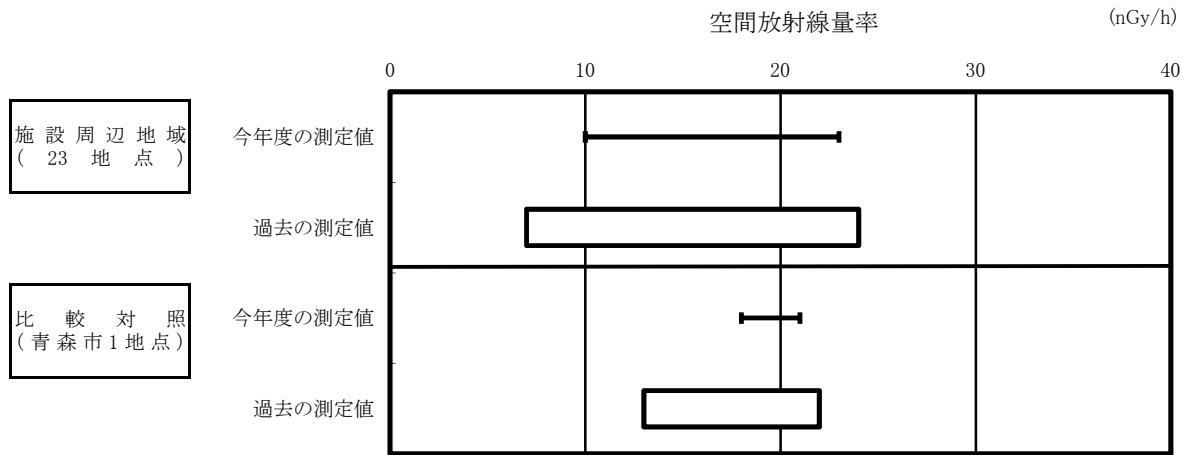 空間放射線量率
(nGy/h)
0 10 20 30 40
施設周辺地域
(23地点)
今年度の測定値
過去の測定値
比較対照
(青森市1地点)
今年度の測定値
過去の測定値